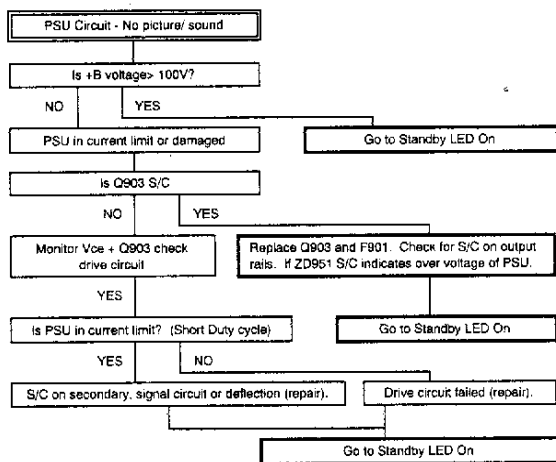 PSU Circuit - No picture/ sound
Is +B voltage> 100V?
NO
YES
PSU in current limit or damaged
Go to Standby LED On
Is Q903 S/C
NO
YES
Monitor Vce + Q903 check
drive circuit
Replace Q903 and F901. Check for S/C on output
rails. If ZD951 S/C indicates over voltage of PSU.
YES
Is PSU in current limit? (Short Duty cycle)
Go to Standby LED On
YES
NO
S/C on secondary, signal circuit or deflection (repair).
Drive circuit failed (repair).
Go to Standby LED On